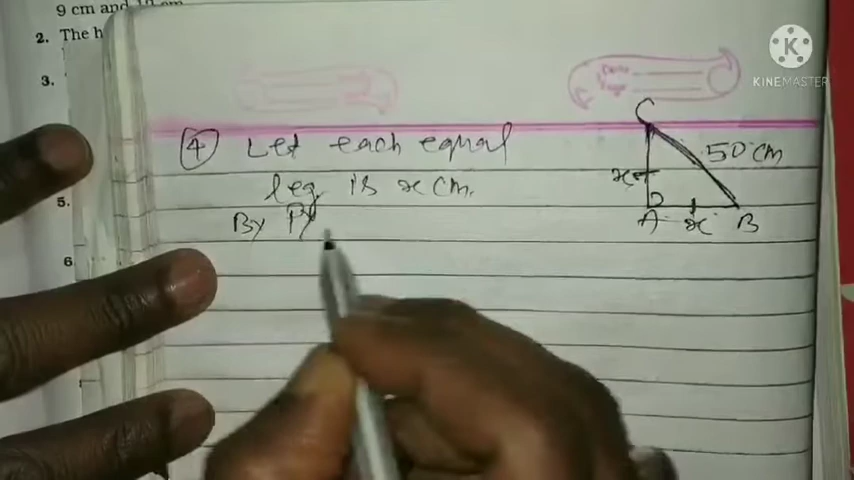 9 cm and
2. The h
3.
5.
6
K
KINEMASTER
④ Let each equal
leg is x cm.
By Py
C
50 cm
x
A
x
B